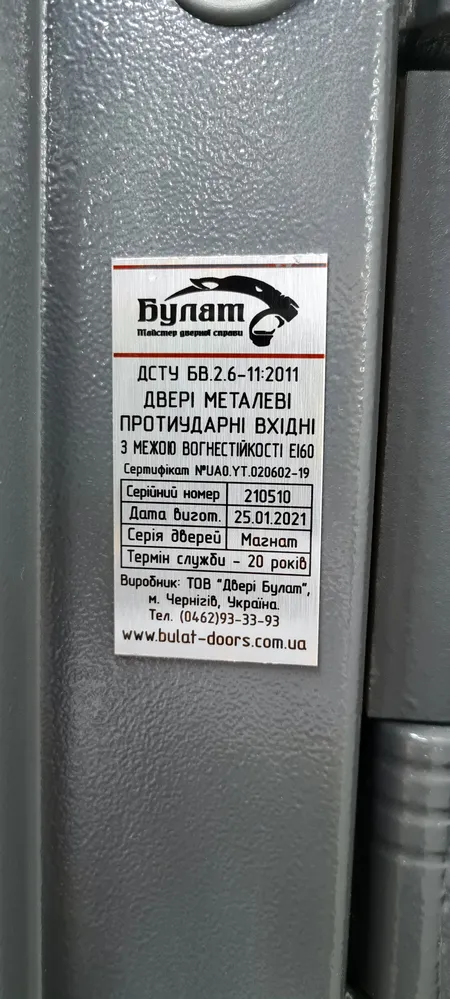 Булат
Майстер дверної справи
ДСТУ БВ.2.6-11:2011
ДВЕРІ МЕТАЛЕВІ
ПРОТИУДАРНІ ВХІДНІ
З МЕЖОЮ ВОГНЕСТІЙКОСТІ EI60
Сертифікат №UA0.YT.020602-19
Серійний номер 210510
Дата вигот. 25.01.2021
Серія дверей Магнат
Термін служби - 20 років
Виробник: ТОВ "Двері Булат",
м. Чернігів, Україна.
Тел. (0462)93-33-93
www.bulat-doors.com.ua